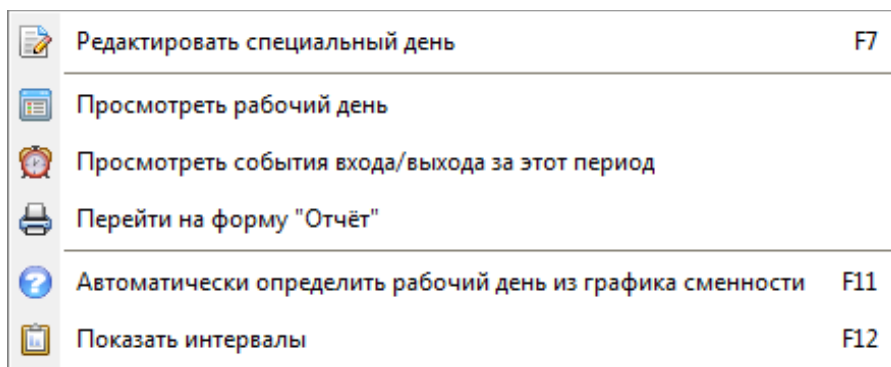 Редактировать специальный день F7
Просмотреть рабочий день
Просмотреть события входа/выхода за этот период
Перейти на форму "Отчёт"
Автоматически определить рабочий день из графика сменности F11
Показать интервалы F12